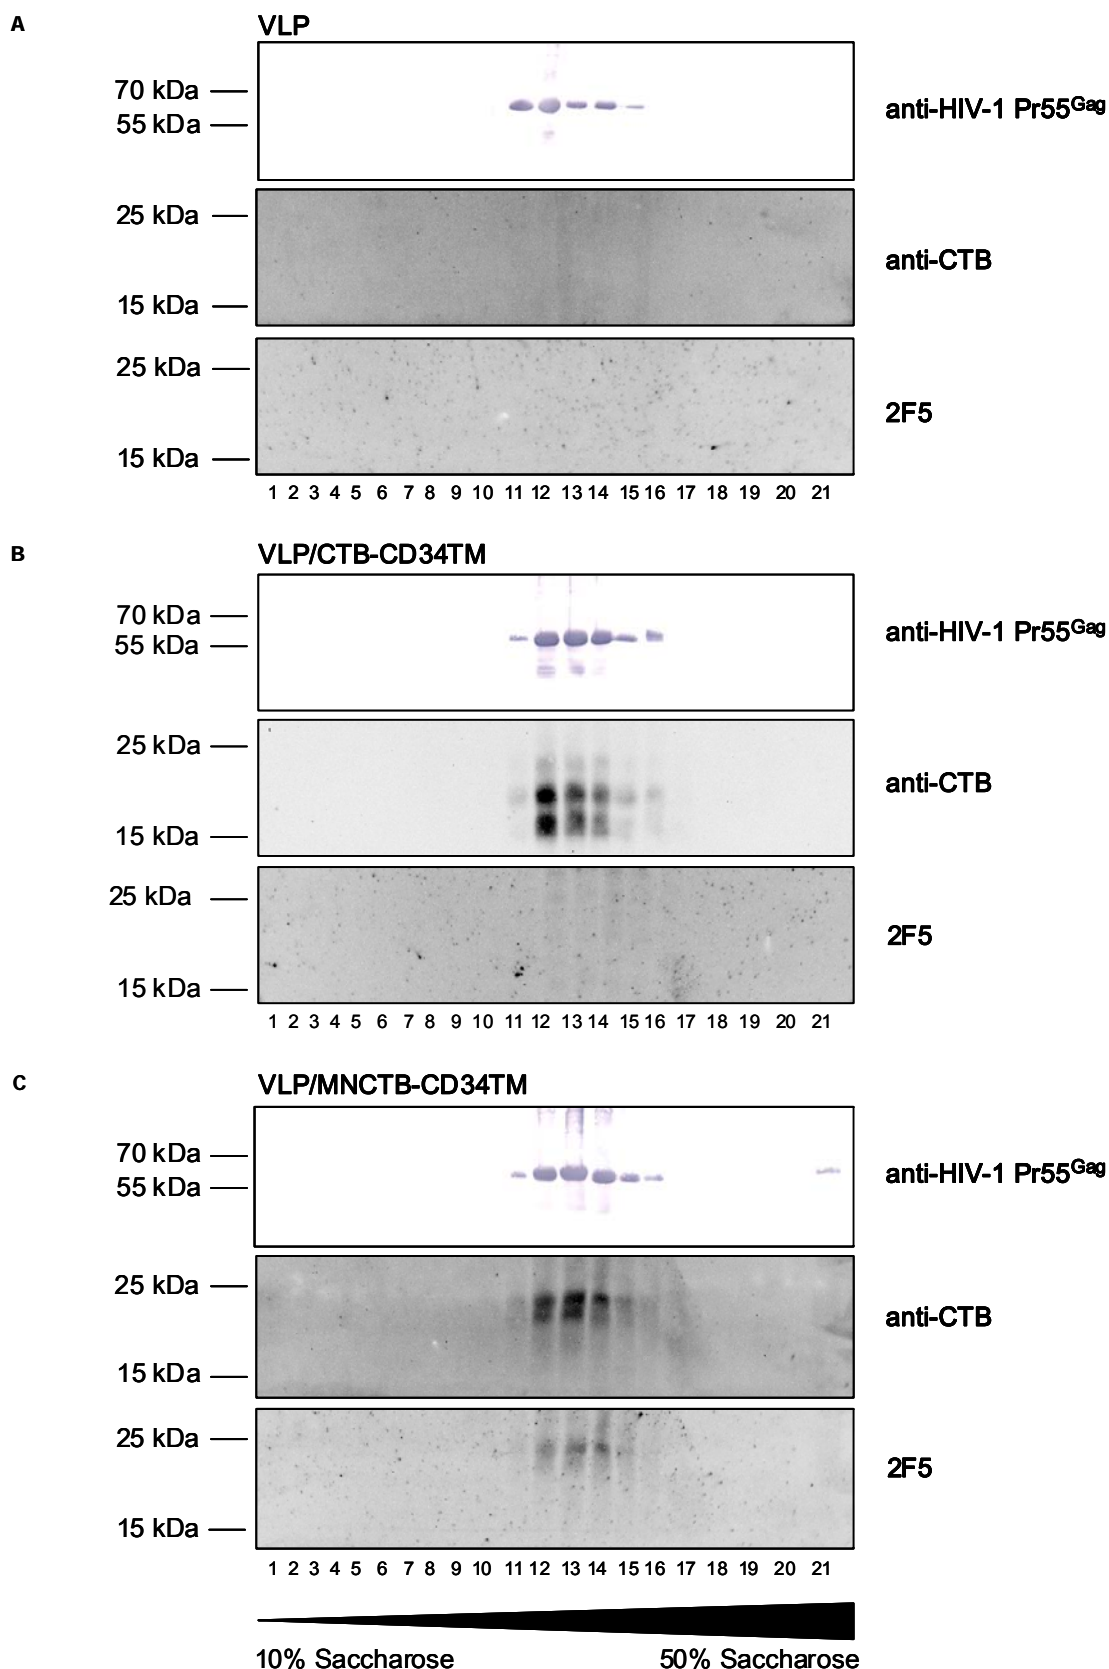 A
VLP
70 kDa
55 kDa
anti-HIV-1 Pr55Gag
25 kDa
15 kDa
anti-CTB
25 kDa
15 kDa
2F5
1 2 3 4 5 6 7 8 9 10 11 12 13 14 15 16 17 18 19 20 21
B
VLP/CTB-CD34TM
70 kDa
55 kDa
anti-HIV-1 Pr55Gag
25 kDa
15 kDa
anti-CTB
25 kDa
15 kDa
2F5
1 2 3 4 5 6 7 8 9 10 11 12 13 14 15 16 17 18 19 20 21
C
VLP/MNCTB-CD34TM
70 kDa
55 kDa
anti-HIV-1 Pr55Gag
25 kDa
15 kDa
anti-CTB
25 kDa
15 kDa
2F5
1 2 3 4 5 6 7 8 9 10 11 12 13 14 15 16 17 18 19 20 21
10% Saccharose 50% Saccharose